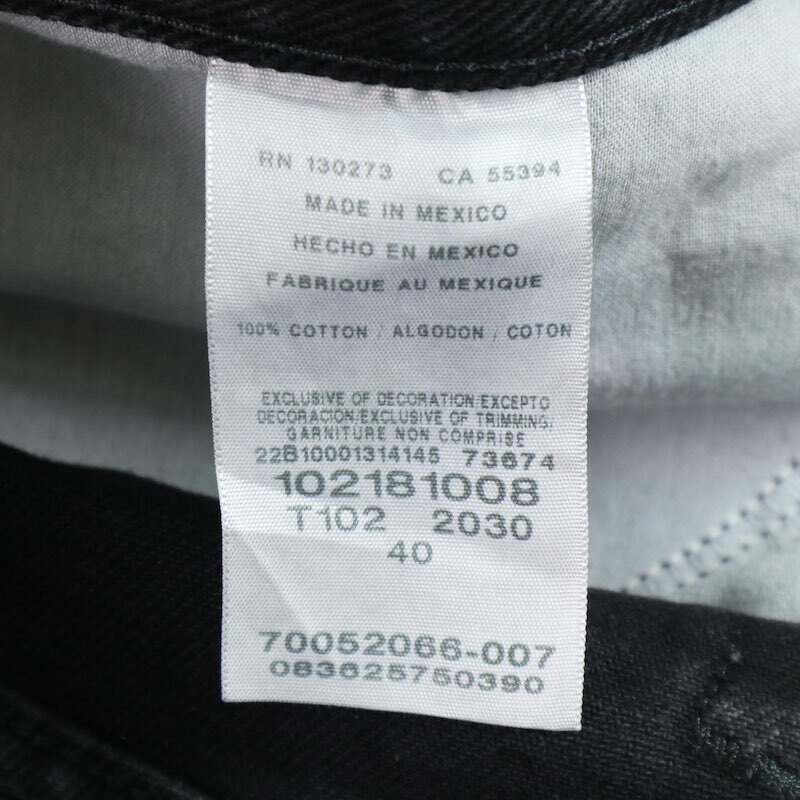 RN 130273 CA 55394
MADE IN MEXICO
HECHO EN MEXICO
FABRIQUE AU MEXIQUE
100% COTTON / ALGODON / COTON
EXCLUSIVE OF DECORATION/EXCEPTO
DECORACION/EXCLUSIVE OF TRIMMING/
GARNITURE NON COMPRISE
22B10001314145 73674
102181008
T102 2030
40
70052066-007
083625750390